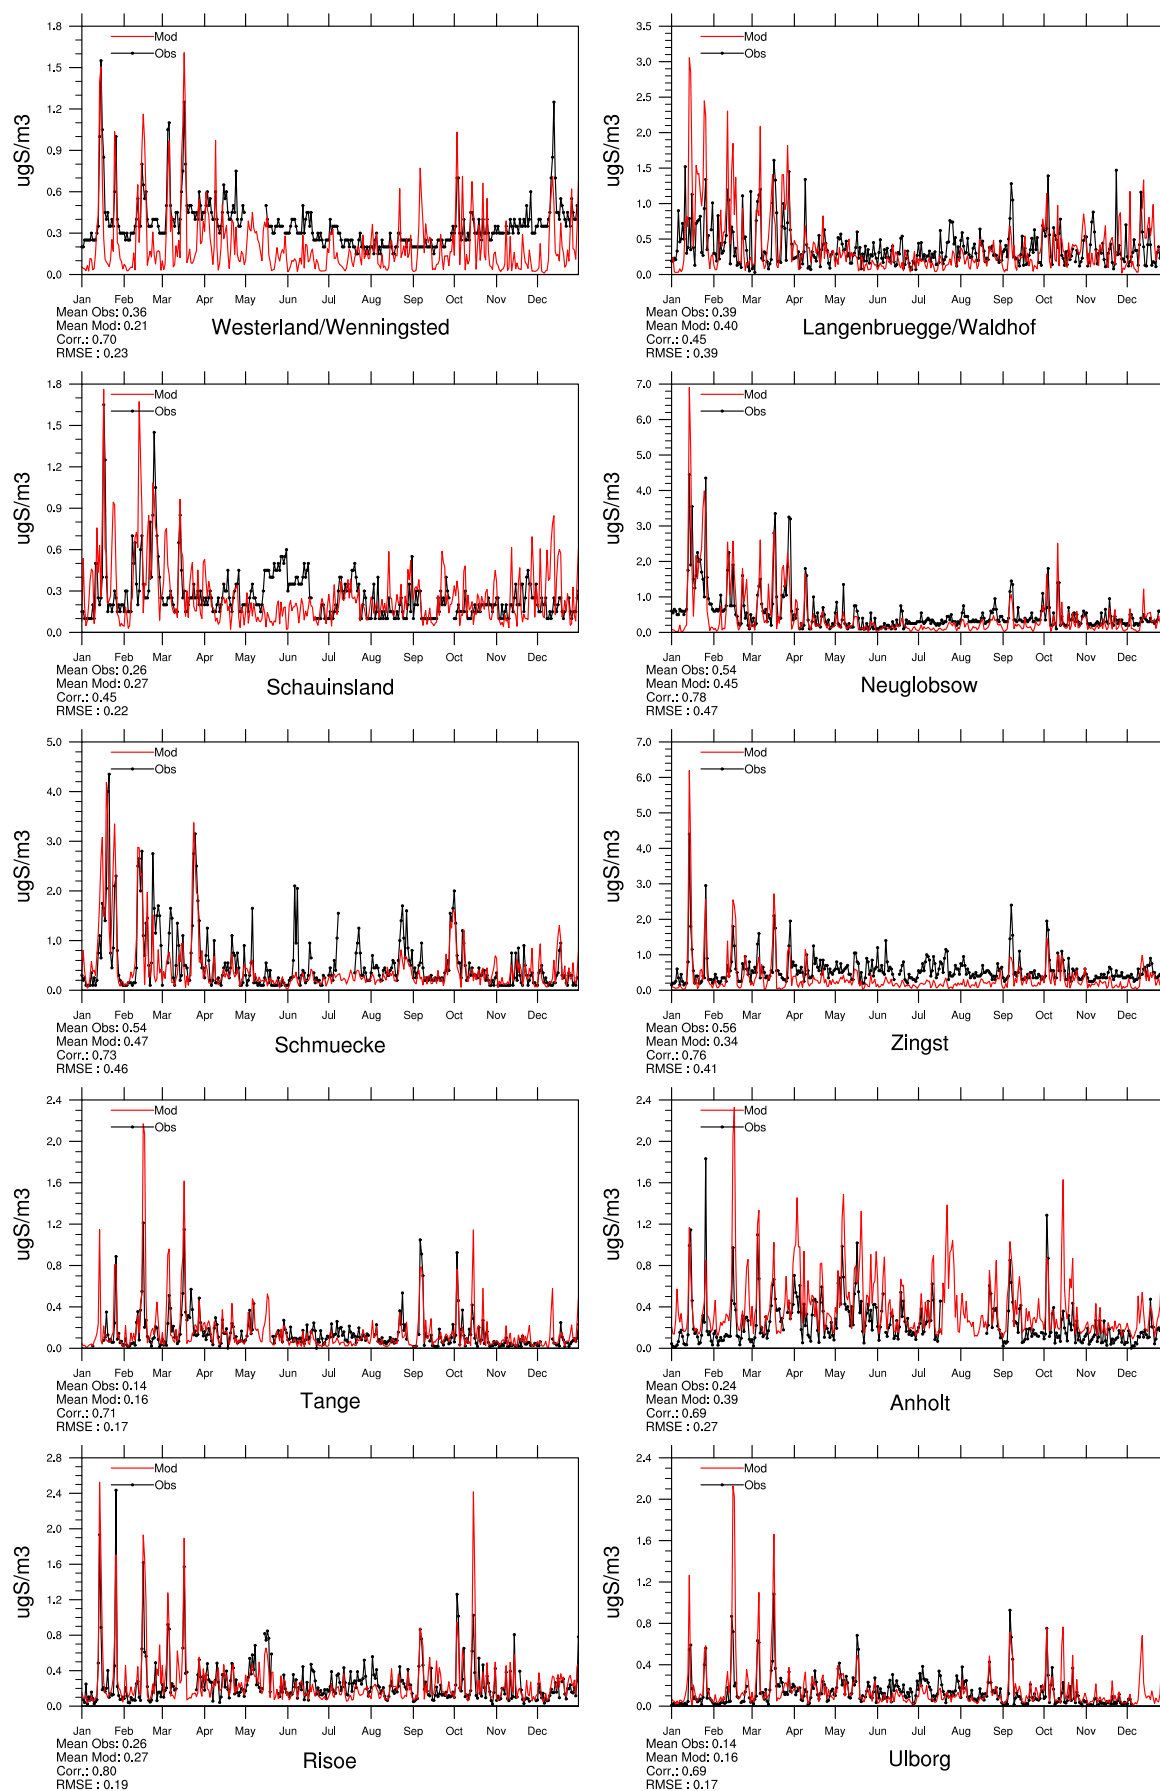 1.8
1.5
1.2
0.9
0.6
0.3
0.0
ugS/m3
Mod
Obs
Jan Feb Mar Apr May Jun Jul Aug Sep Oct Nov Dec
Mean Obs: 0.36
Mean Mod: 0.21
Corr.: 0.70
RMSE : 0.23
Westerland/Wenningsted
3.5
3.0
2.5
2.0
1.5
1.0
0.5
0.0
ugS/m3
Mod
Obs
Jan Feb Mar Apr May Jun Jul Aug Sep Oct Nov Dec
Mean Obs: 0.39
Mean Mod: 0.40
Corr.: 0.45
RMSE : 0.39
Langenbruegge/Waldhof
1.8
1.5
1.2
0.9
0.6
0.3
0.0
ugS/m3
Mod
Obs
Jan Feb Mar Apr May Jun Jul Aug Sep Oct Nov Dec
Mean Obs: 0.26
Mean Mod: 0.27
Corr.: 0.45
RMSE : 0.22
Schauinsland
7.0
6.0
5.0
4.0
3.0
2.0
1.0
0.0
ugS/m3
Mod
Obs
Jan Feb Mar Apr May Jun Jul Aug Sep Oct Nov Dec
Mean Obs: 0.54
Mean Mod: 0.45
Corr.: 0.78
RMSE : 0.47
Neuglobsow
5.0
4.0
3.0
2.0
1.0
0.0
ugS/m3
Mod
Obs
Jan Feb Mar Apr May Jun Jul Aug Sep Oct Nov Dec
Mean Obs: 0.54
Mean Mod: 0.47
Corr.: 0.73
RMSE : 0.46
Schmuecke
7.0
6.0
5.0
4.0
3.0
2.0
1.0
0.0
ugS/m3
Mod
Obs
Jan Feb Mar Apr May Jun Jul Aug Sep Oct Nov Dec
Mean Obs: 0.56
Mean Mod: 0.34
Corr.: 0.76
RMSE : 0.41
Zingst
2.4
2.0
1.6
1.2
0.8
0.4
0.0
ugS/m3
Mod
Obs
Jan Feb Mar Apr May Jun Jul Aug Sep Oct Nov Dec
Mean Obs: 0.14
Mean Mod: 0.16
Corr.: 0.71
RMSE : 0.17
Tange
2.4
2.0
1.6
1.2
0.8
0.4
0.0
ugS/m3
Mod
Obs
Jan Feb Mar Apr May Jun Jul Aug Sep Oct Nov Dec
Mean Obs: 0.24
Mean Mod: 0.39
Corr.: 0.69
RMSE : 0.27
Anholt
2.8
2.4
2.0
1.6
1.2
0.8
0.4
0.0
ugS/m3
Mod
Obs
Jan Feb Mar Apr May Jun Jul Aug Sep Oct Nov Dec
Mean Obs: 0.26
Mean Mod: 0.27
Corr.: 0.80
RMSE : 0.19
Risoe
2.4
2.0
1.6
1.2
0.8
0.4
0.0
ugS/m3
Mod
Obs
Jan Feb Mar Apr May Jun Jul Aug Sep Oct Nov Dec
Mean Obs: 0.14
Mean Mod: 0.16
Corr.: 0.69
RMSE : 0.17
Ulborg